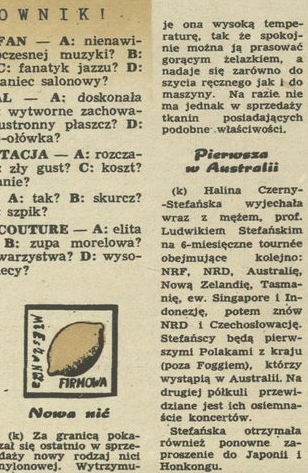 OWNIKI!
FAN — A: nienawi-
oczesnej muzyki? B:
C: fanatyk jazzu? D:
aniec salonowy?
AL — A: doskonała
wytworne zachowa-
ustronny płaszcz? D:
-ołówka?
TACJA — A: rozcza-
: zły gust? C: koszt?
anie?
A: tak? B: skurcz?
: szpik?
COUTURE — A: elita
B: zupa morelowa?
warzystwa? D: wyso-
iecy?
MIESZANKA
FIRMOWA
Nowa nić
(k) Za granicą poka-
zał się ostatnio w sprze-
daży nowy rodzaj nici
nylonowej. Wytrzymu-
je ona wysoką tempe-
raturę, tak że spokoj-
nie można ją prasować
gorącym żelazkiem, a
nadaje się zarówno do
szycia ręcznego jak i do
maszyny. Na razie nie
ma jednak w sprzedaży
tkanin posiadających
podobne właściwości.
Pierwsza
w Australii
(k) Halina Czerny-
-Stefańska wyjechała
wraz z mężem, prof.
Ludwikiem Stefańskim
na 6-miesięczne tournée
obejmujące kolejno:
NRF, NRD, Australię,
Nową Zelandię, Tasma-
nię, ew. Singapore i In-
donezję, potem znów
NRD i Czechosłowację.
Stefańscy będą pierw-
szymi Polakami z kraju
(poza Foggiem), którzy
wystąpią w Australii. Na
drugiej półkuli przewi-
dziane jest ich osiemna-
ście koncertów.
Stefańska otrzymała
również ponowne za-
proszenie do Japonii i
Honkongu.